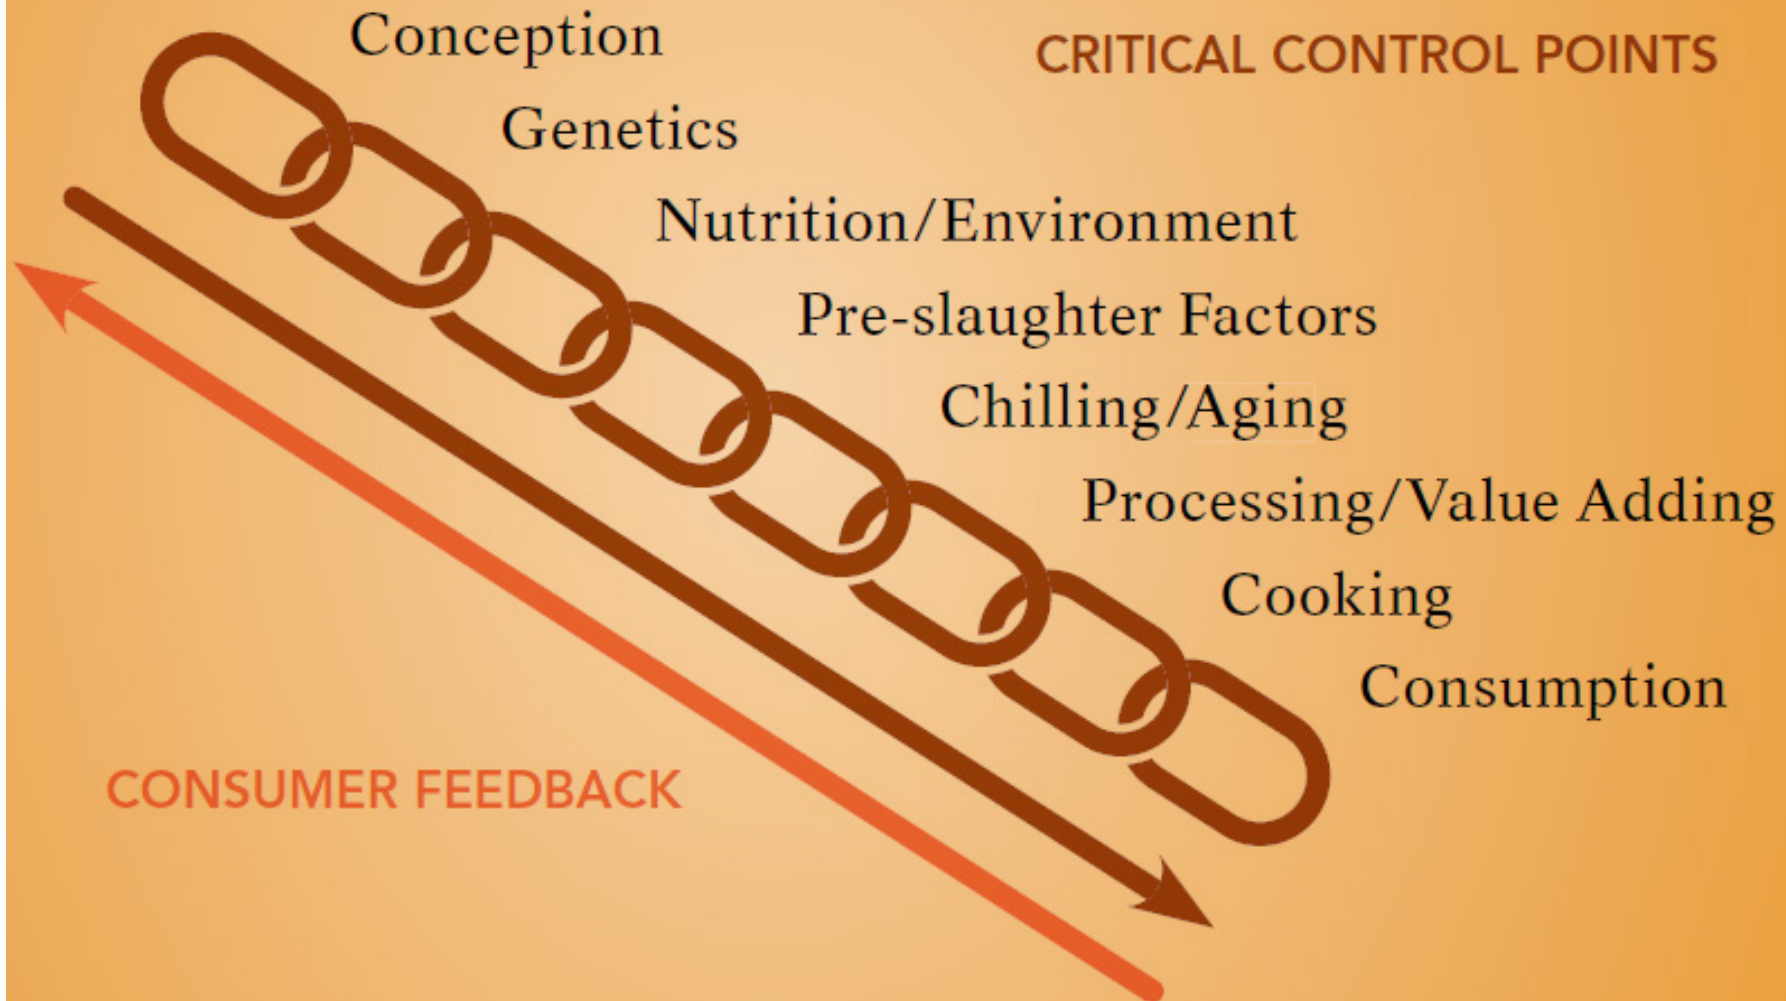 Conception
CRITICAL CONTROL POINTS
Genetics
Nutrition/Environment
Pre-slaughter Factors
Chilling/Aging
Processing/Value Adding
Cooking
Consumption
CONSUMER FEEDBACK